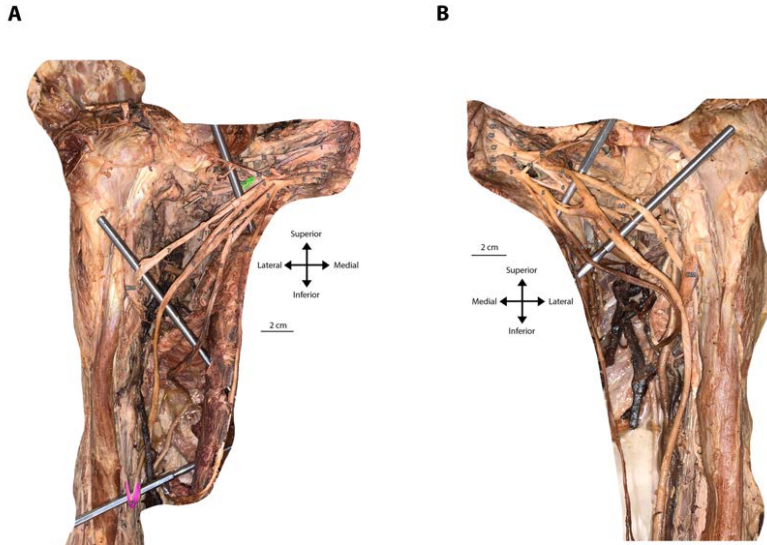 A
B
Superior
Lateral
Medial
Inferior
2 cm
2 cm
Superior
Medial
Lateral
Inferior